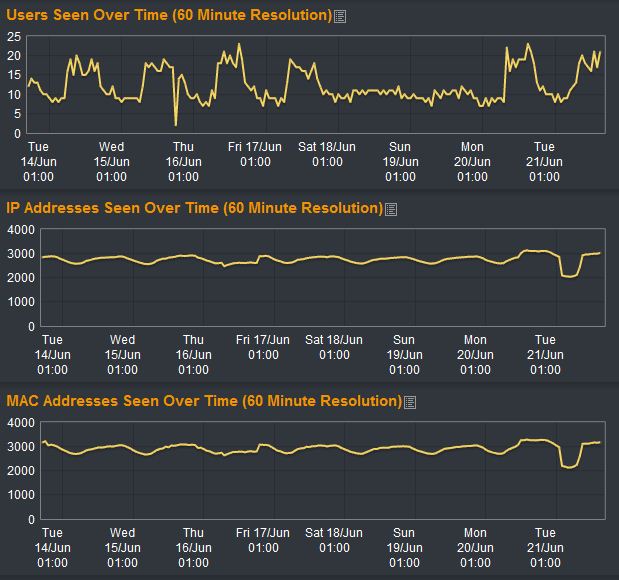 Users Seen Over Time (60 Minute Resolution)
25
20
15
10
5
0
Tue Wed Thu Fri 17/Jun Sat 18/Jun Sun Mon Tue
14/Jun 15/Jun 16/Jun 01:00 01:00 19/Jun 20/Jun 21/Jun
01:00 01:00 01:00 01:00 01:00 01:00
IP Addresses Seen Over Time (60 Minute Resolution)
4000
3000
2000
1000
0
Tue Wed Thu Fri 17/Jun Sat 18/Jun Sun Mon Tue
14/Jun 15/Jun 16/Jun 01:00 01:00 19/Jun 20/Jun 21/Jun
01:00 01:00 01:00 01:00 01:00 01:00
MAC Addresses Seen Over Time (60 Minute Resolution)
4000
3000
2000
1000
0
Tue Wed Thu Fri 17/Jun Sat 18/Jun Sun Mon Tue
14/Jun 15/Jun 16/Jun 01:00 01:00 19/Jun 20/Jun 21/Jun
01:00 01:00 01:00 01:00 01:00 01:00